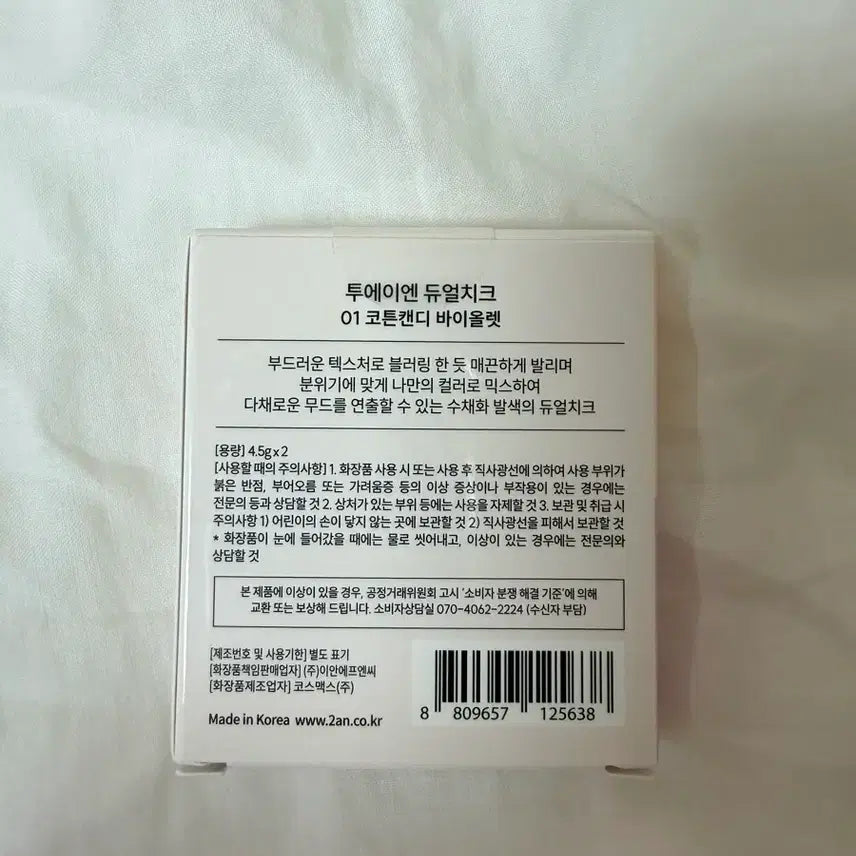 투에이엔 듀얼치크
01 코튼캔디 바이올렛
부드러운 텍스처로 블러링 한 듯 매끈하게 발리며
분위기에 맞게 나만의 컬러로 믹스하여
다채로운 무드를 연출할 수 있는 수채화 발색의 듀얼치크
[용량] 4.5g x 2
[사용할 때의 주의사항] 1. 화장품 사용 시 또는 사용 후 직사광선에 의하여 사용 부위가
붉은 반점, 부어오름 또는 가려움증 등의 이상 증상이나 부작용이 있는 경우에는
전문의 등과 상담할 것 2. 상처가 있는 부위 등에는 사용을 자제할 것 3. 보관 및 취급 시
주의사항 1) 어린이의 손이 닿지 않는 곳에 보관할 것 2) 직사광선을 피해서 보관할 것
* 화장품이 눈에 들어갔을 때에는 물로 씻어내고, 이상이 있는 경우에는 전문의와
상담할 것
본 제품에 이상이 있을 경우, 공정거래위원회 고시 '소비자 분쟁 해결 기준'에 의해
교환 또는 보상해 드립니다. 소비자상담실 070-4062-2224 (수신자 부담)
[제조번호 및 사용기한] 별도 표기
[화장품책임판매업자] (주)이안에프엔씨
[화장품제조업자] 코스맥스(주)
Made in Korea www.2an.co.kr
8 809657 125638